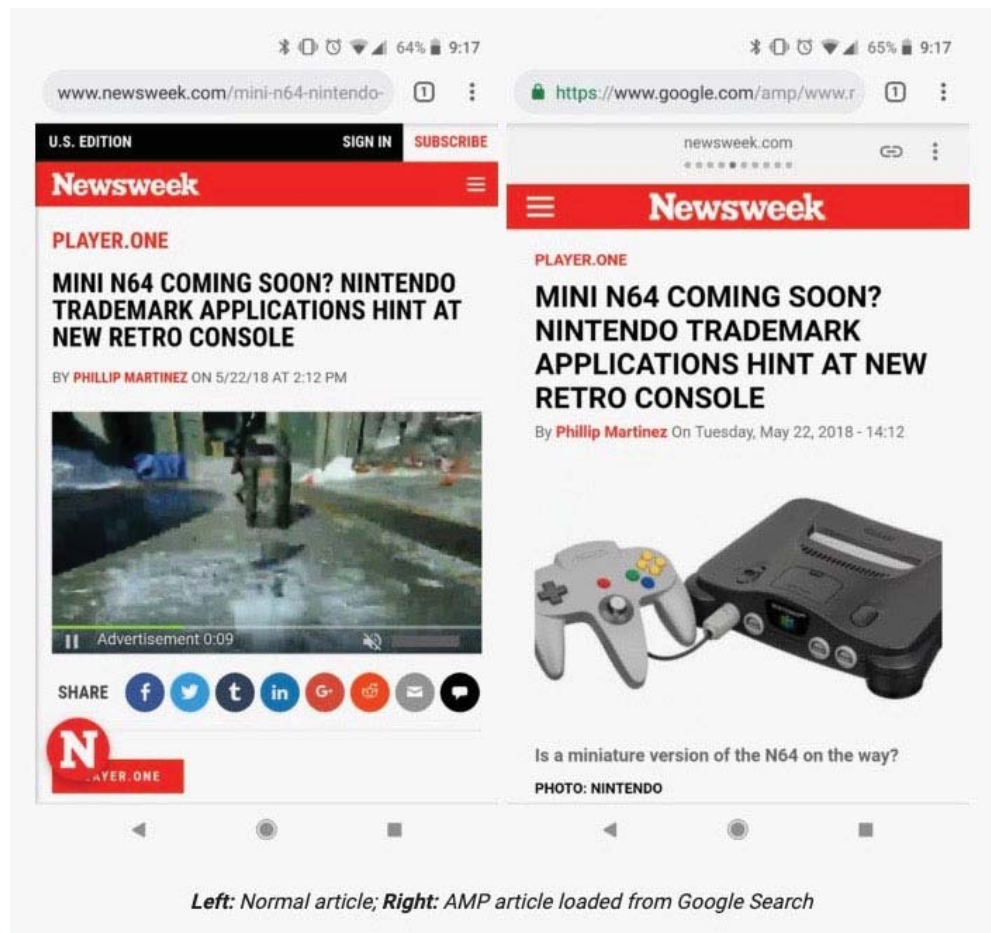 64% 9:17
www.newsweek.com/mini-n64-nintendo-
1
U.S. EDITION SIGN IN SUBSCRIBE
Newsweek
PLAYER.ONE
MINI N64 COMING SOON? NINTENDO
TRADEMARK APPLICATIONS HINT AT
NEW RETRO CONSOLE
BY PHILLIP MARTINEZ ON 5/22/18 AT 2:12 PM
Advertisement 0:09
SHARE f t in G+
N
AYER.ONE
65% 9:17
https://www.google.com/amp/www.r
1
newsweek.com
Newsweek
PLAYER.ONE
MINI N64 COMING SOON?
NINTENDO TRADEMARK
APPLICATIONS HINT AT NEW
RETRO CONSOLE
By Phillip Martinez On Tuesday, May 22, 2018 - 14:12
Is a miniature version of the N64 on the way?
PHOTO: NINTENDO
Left: Normal article; Right: AMP article loaded from Google Search